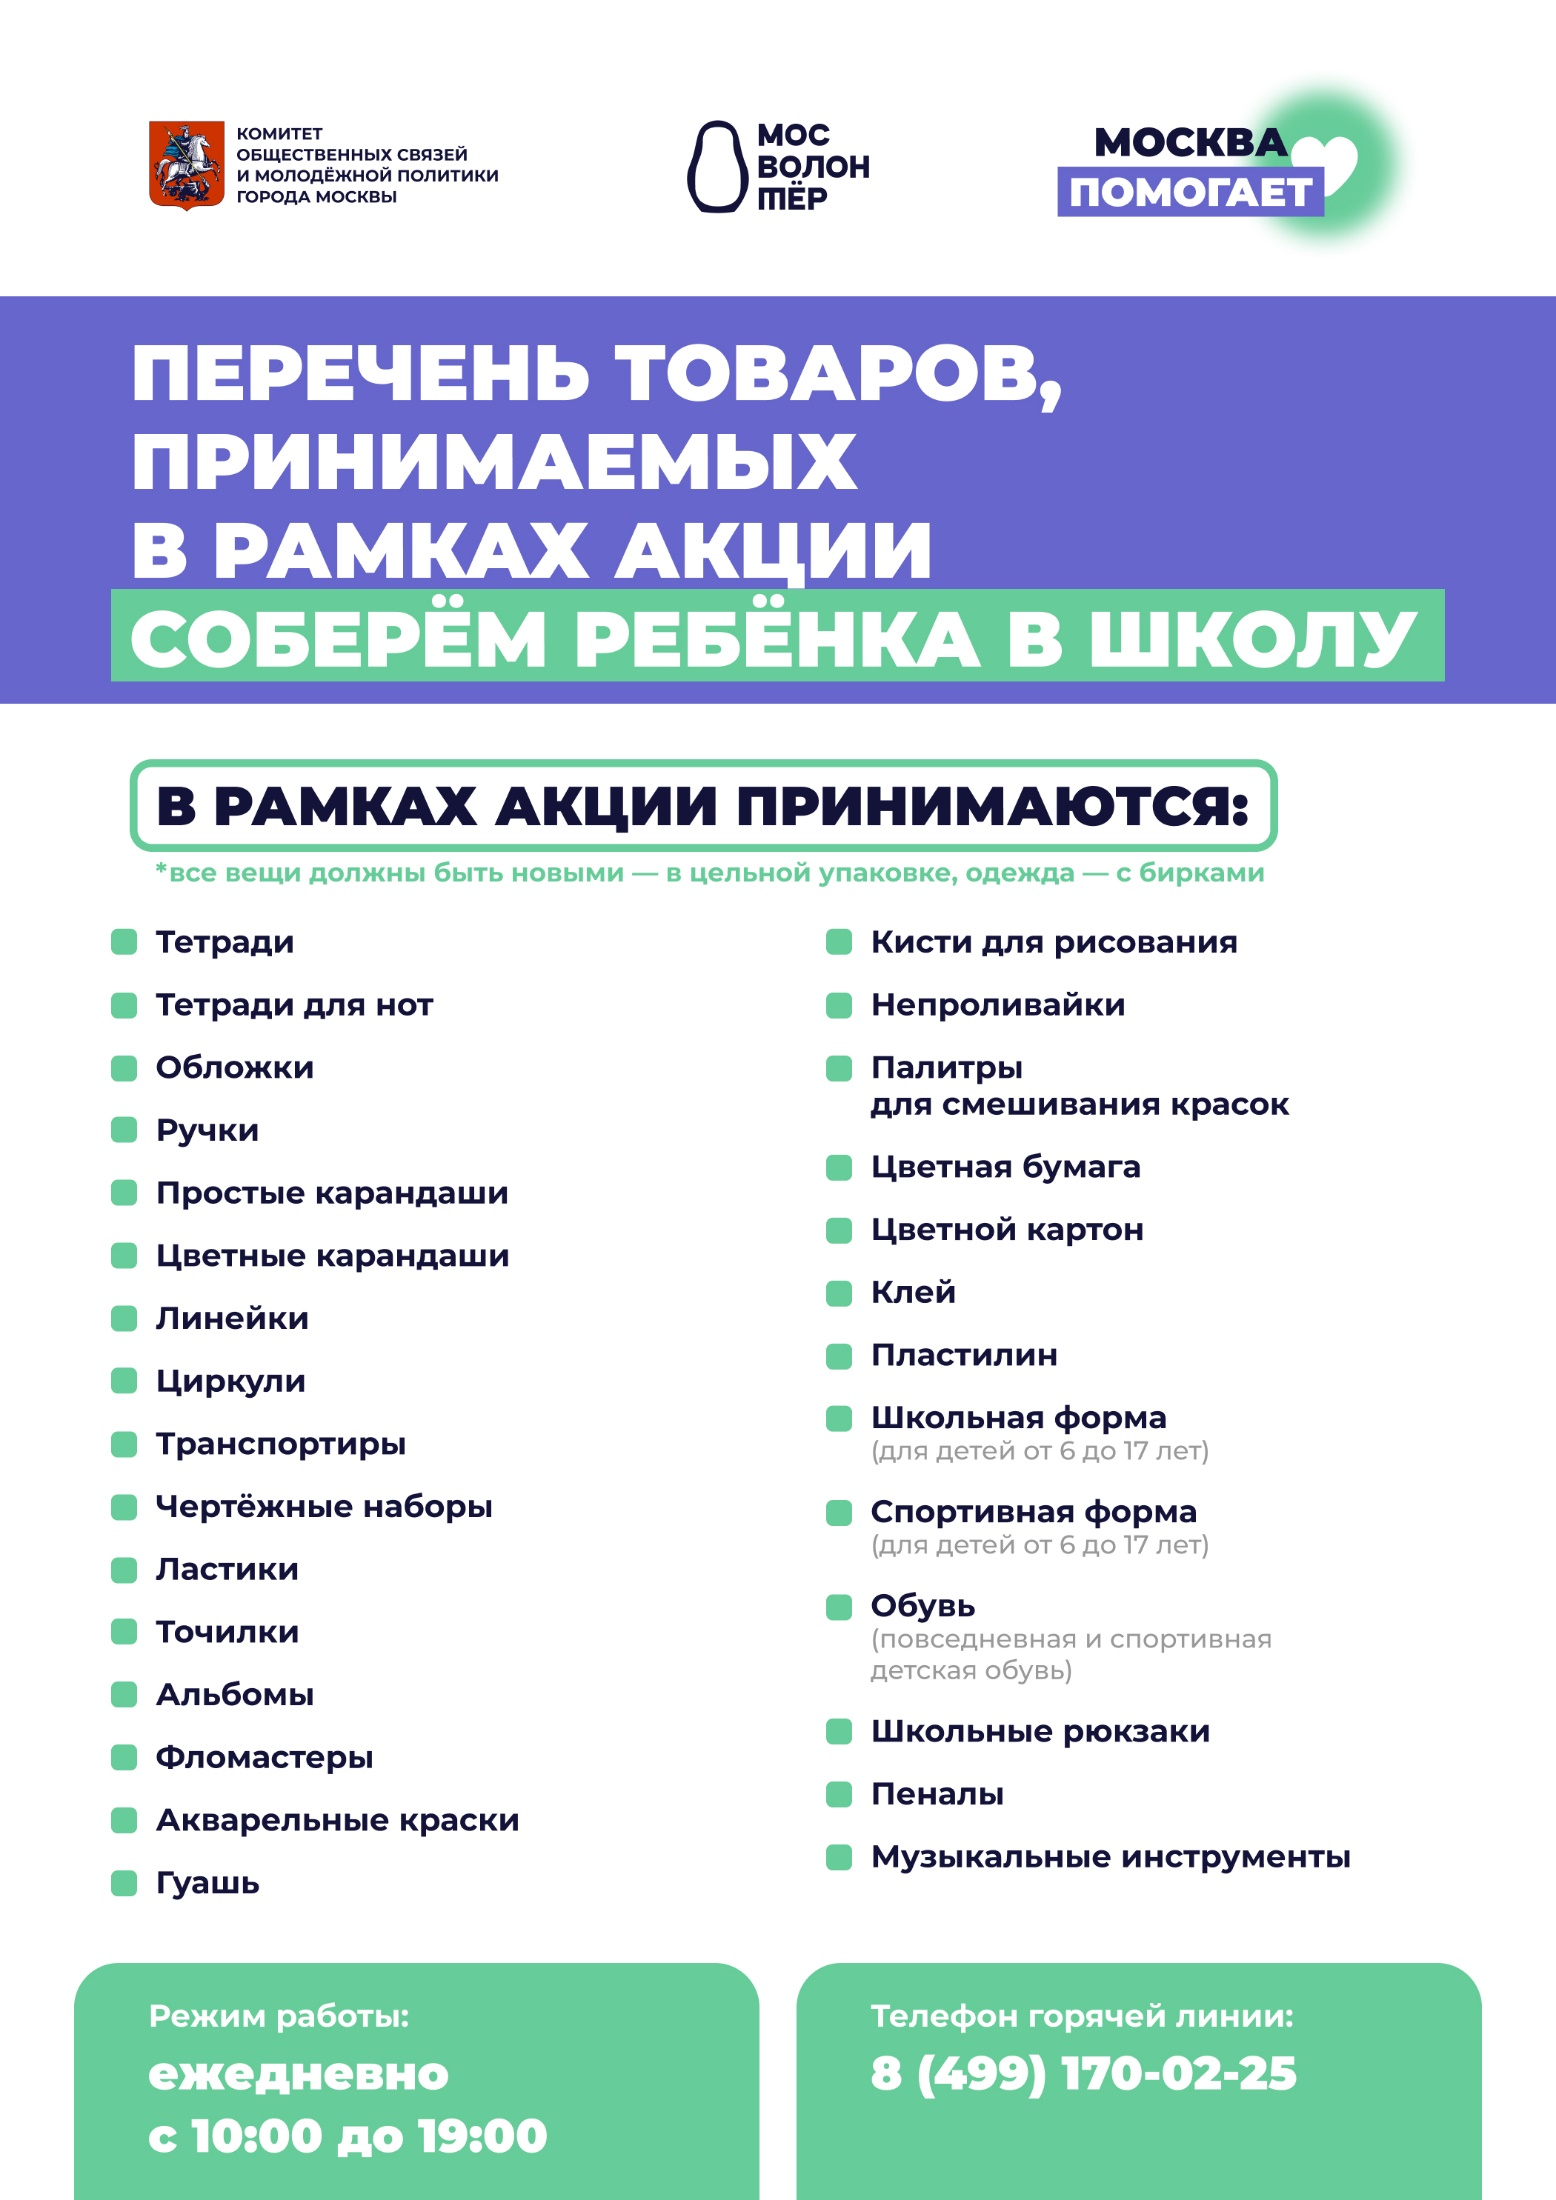 КОМИТЕТ
ОБЩЕСТВЕННЫХ СВЯЗЕЙ
И МОЛОДЁЖНОЙ ПОЛИТИКИ
ГОРОДА МОСКВЫ
МОС
ВОЛОН
ТЁР
МОСКВА
ПОМОГАЕТ
ПЕРЕЧЕНЬ ТОВАРОВ,
ПРИНИМАЕМЫХ
В РАМКАХ АКЦИИ
СОБЕРЁМ РЕБЁНКА В ШКОЛУ
В РАМКАХ АКЦИИ ПРИНИМАЮТСЯ:
*все вещи должны быть новыми — в цельной упаковке, одежда — с бирками
Тетради
Тетради для нот
Обложки
Ручки
Простые карандаши
Цветные карандаши
Линейки
Циркули
Транспортиры
Чертёжные наборы
Ластики
Точилки
Альбомы
Фломастеры
Акварельные краски
Гуашь
Кисти для рисования
Непроливайки
Палитры
для смешивания красок
Цветная бумага
Цветной картон
Клей
Пластилин
Школьная форма
(для детей от 6 до 17 лет)
Спортивная форма
(для детей от 6 до 17 лет)
Обувь
(повседневная и спортивная
детская обувь)
Школьные рюкзаки
Пеналы
Музыкальные инструменты
Режим работы:
ежедневно
с 10:00 до 19:00
Телефон горячей линии:
8 (499) 170-02-25